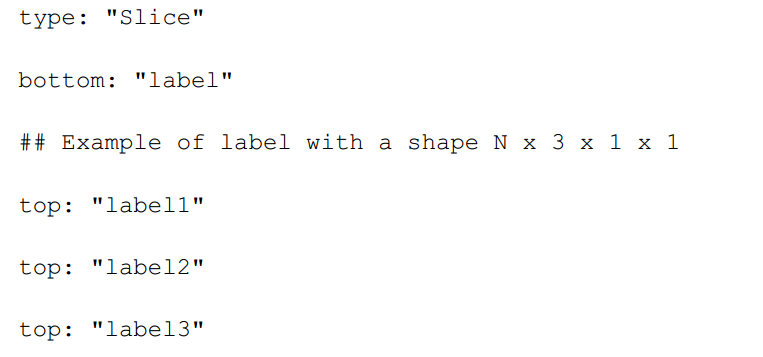 type: "Slice"
bottom: "label"
## Example of label with a shape N x 3 x 1 x 1
top: "label1"
top: "label2"
top: "label3"